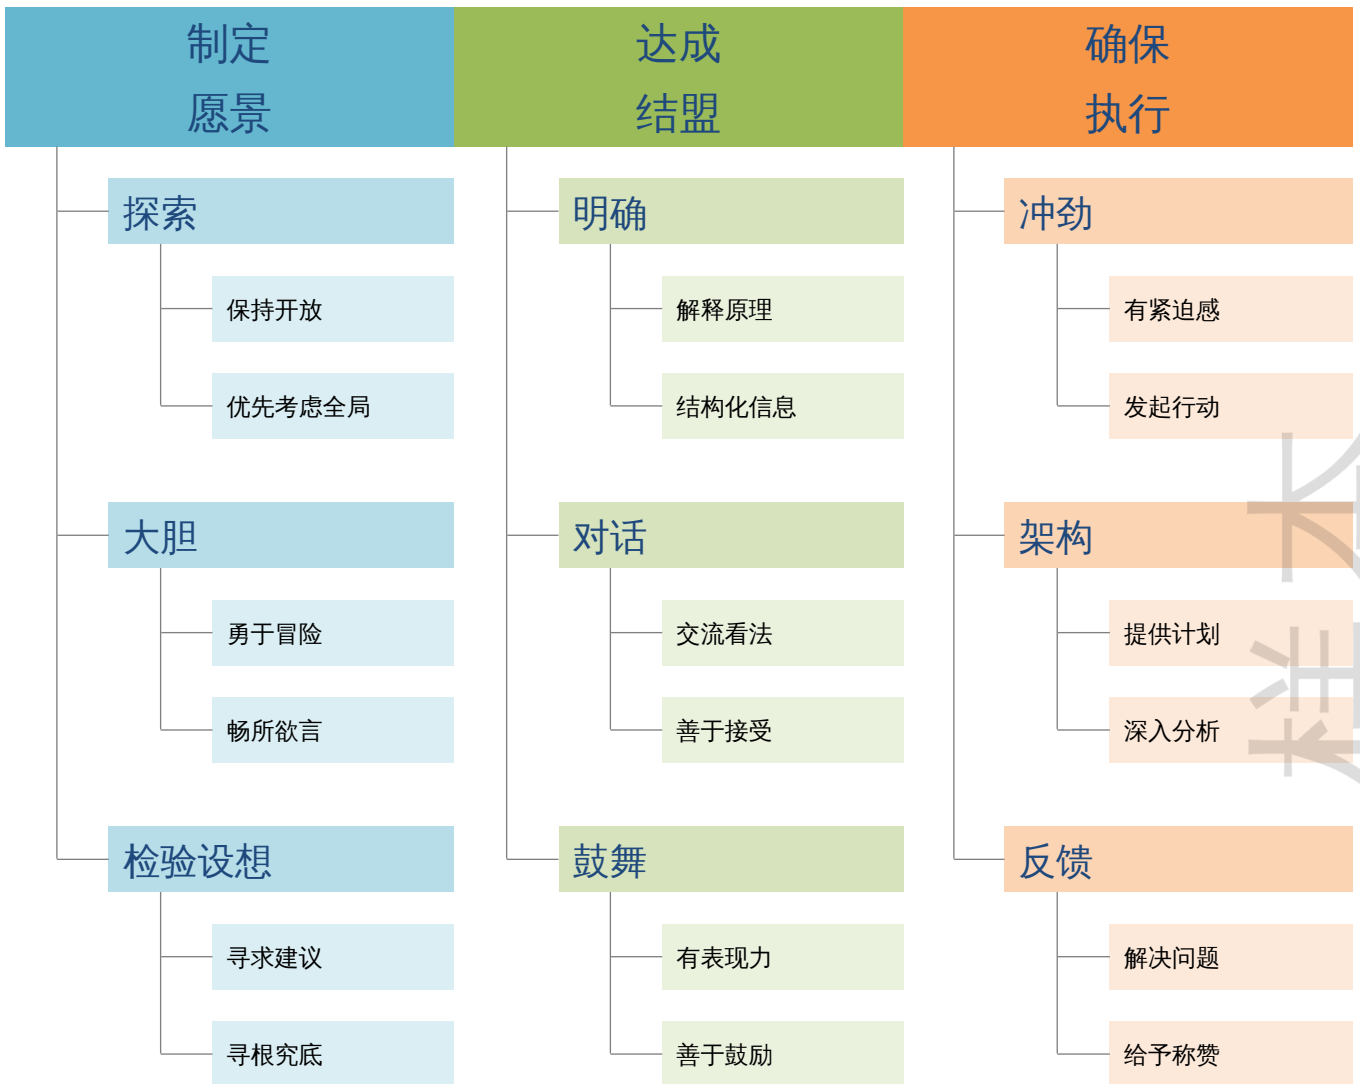 制定
愿景
探索
保持开放
优先考虑全局
大胆
勇于冒险
畅所欲言
检验设想
寻求建议
寻根究底
达成
结盟
明确
解释原理
结构化信息
对话
交流看法
善于接受
鼓舞
有表现力
善于鼓励
确保
执行
冲劲
有紧迫感
发起行动
架构
提供计划
深入分析
反馈
解决问题
给予称赞